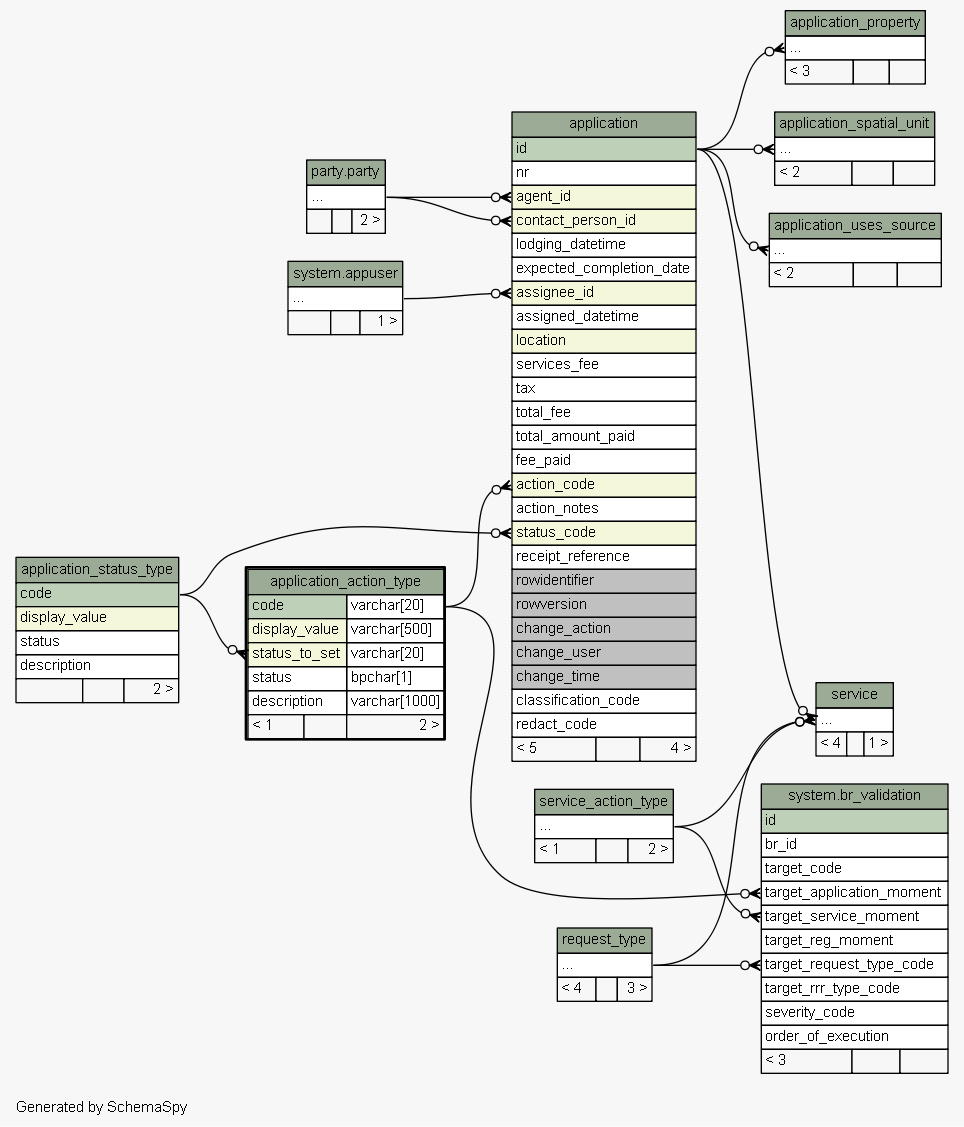 application_property
...
< 3
application_spatial_unit
...
< 2
application_uses_source
...
< 2
application
id
nr
agent_id
contact_person_id
lodging_datetime
expected_completion_date
assignee_id
assigned_datetime
location
services_fee
tax
total_fee
total_amount_paid
fee_paid
action_code
action_notes
status_code
receipt_reference
rowidentifier
rowversion
change_action
change_user
change_time
classification_code
redact_code
< 5 4 >
party.party
...
2 >
system.appuser
...
1 >
application_status_type
code
display_value
status
description
2 >
application_action_type
code varchar[20]
display_value varchar[500]
status_to_set varchar[20]
status bpchar[1]
description varchar[1000]
< 1 2 >
service
...
< 4 1 >
service_action_type
...
< 1 2 >
system.br_validation
id
br_id
target_code
target_application_moment
target_service_moment
target_reg_moment
target_request_type_code
target_rrr_type_code
severity_code
order_of_execution
< 3
request_type
...
< 4 3 >
Generated by SchemaSpy